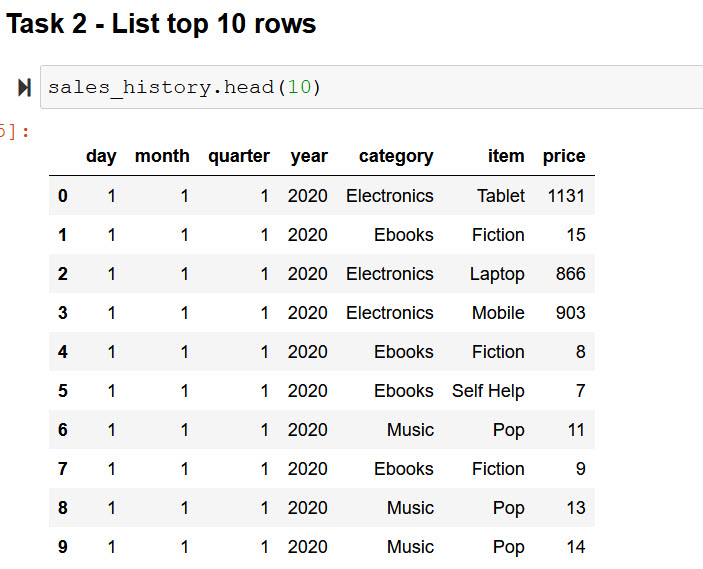 Task 2 - List top 10 rows
sales_history.head(10)
5]:
day month quarter year category item price
0 1 1 1 2020 Electronics Tablet 1131
1 1 1 1 2020 Ebooks Fiction 15
2 1 1 1 2020 Electronics Laptop 866
3 1 1 1 2020 Electronics Mobile 903
4 1 1 1 2020 Ebooks Fiction 8
5 1 1 1 2020 Ebooks Self Help 7
6 1 1 1 2020 Music Pop 11
7 1 1 1 2020 Ebooks Fiction 9
8 1 1 1 2020 Music Pop 13
9 1 1 1 2020 Music Pop 14